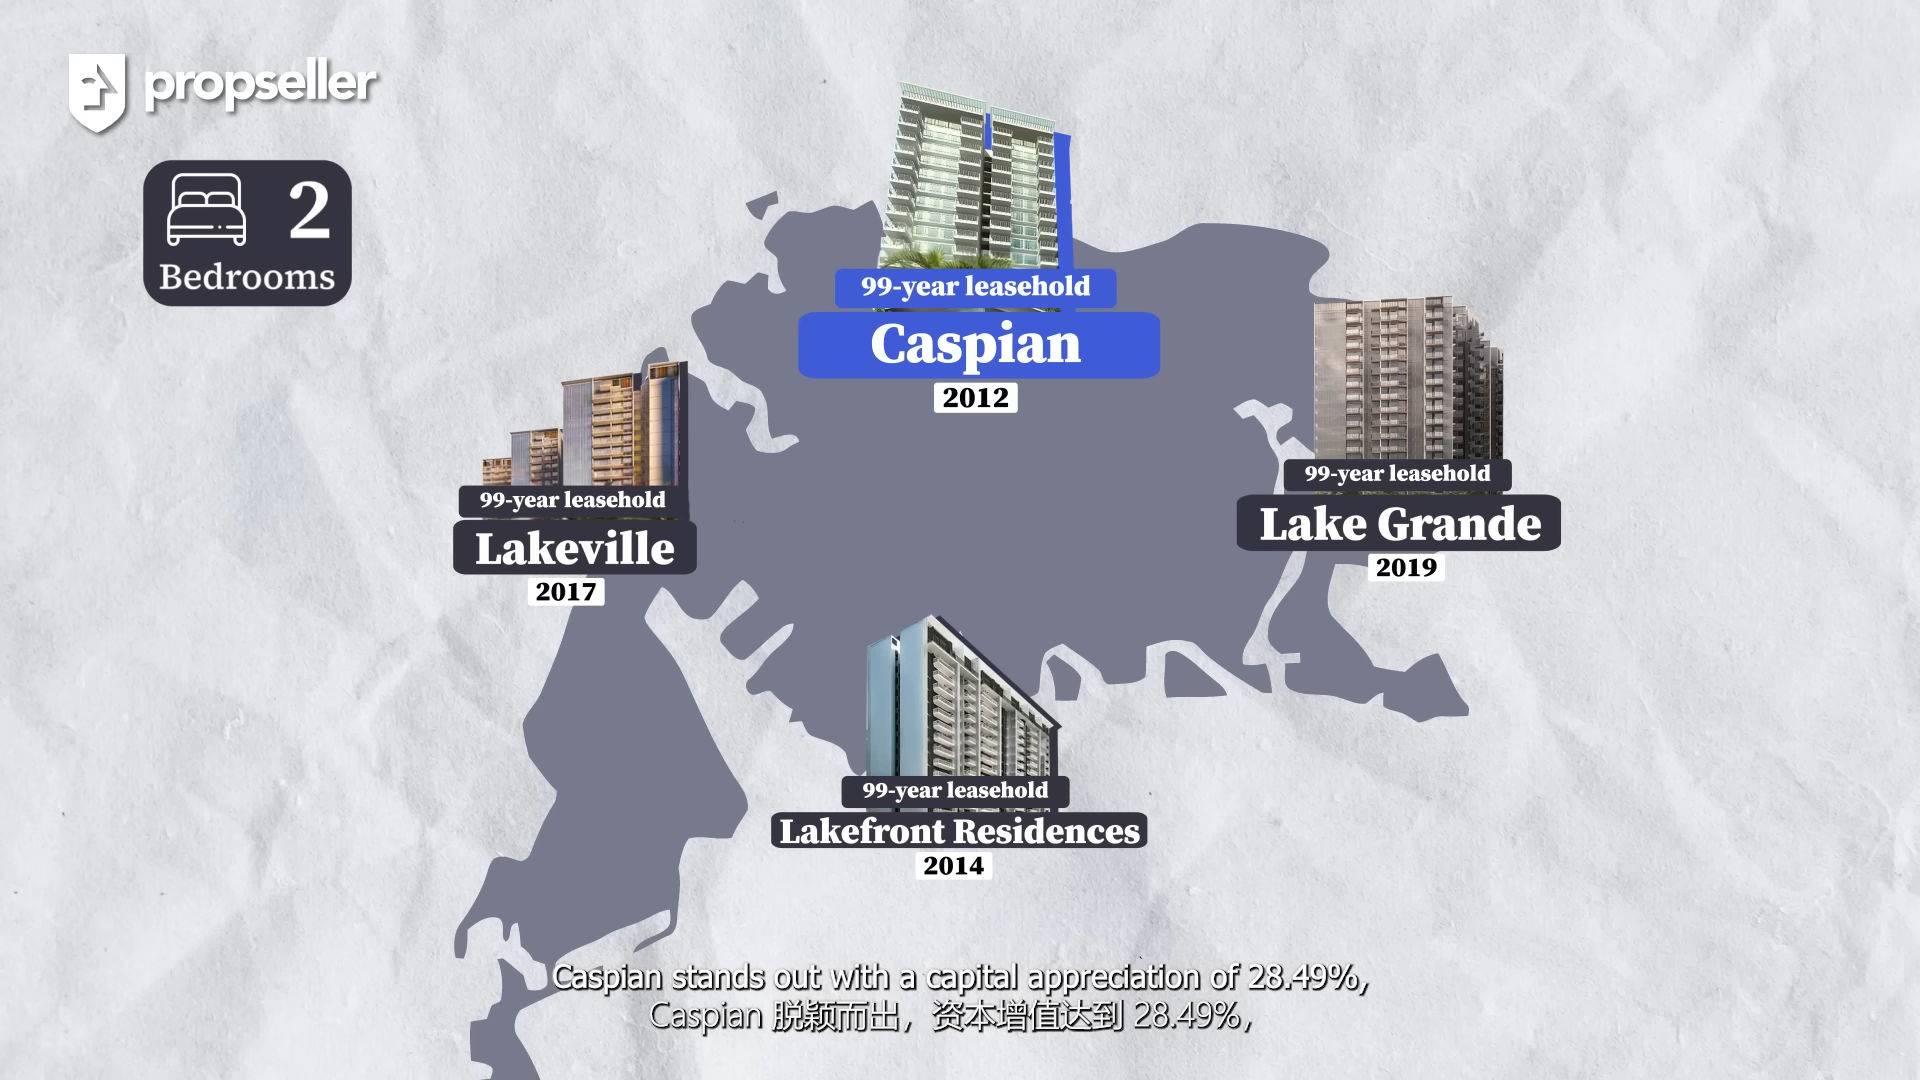 propseller
2
Bedrooms
99-year leasehold
Caspian
2012
99-year leasehold
Lakeville
2017
99-year leasehold
Lake Grande
2019
99-year leasehold
Lakefront Residences
2014
Caspian stands out with a capital appreciation of 28.49%,
Caspian 脱颖而出，资本增值达到 28.49%,